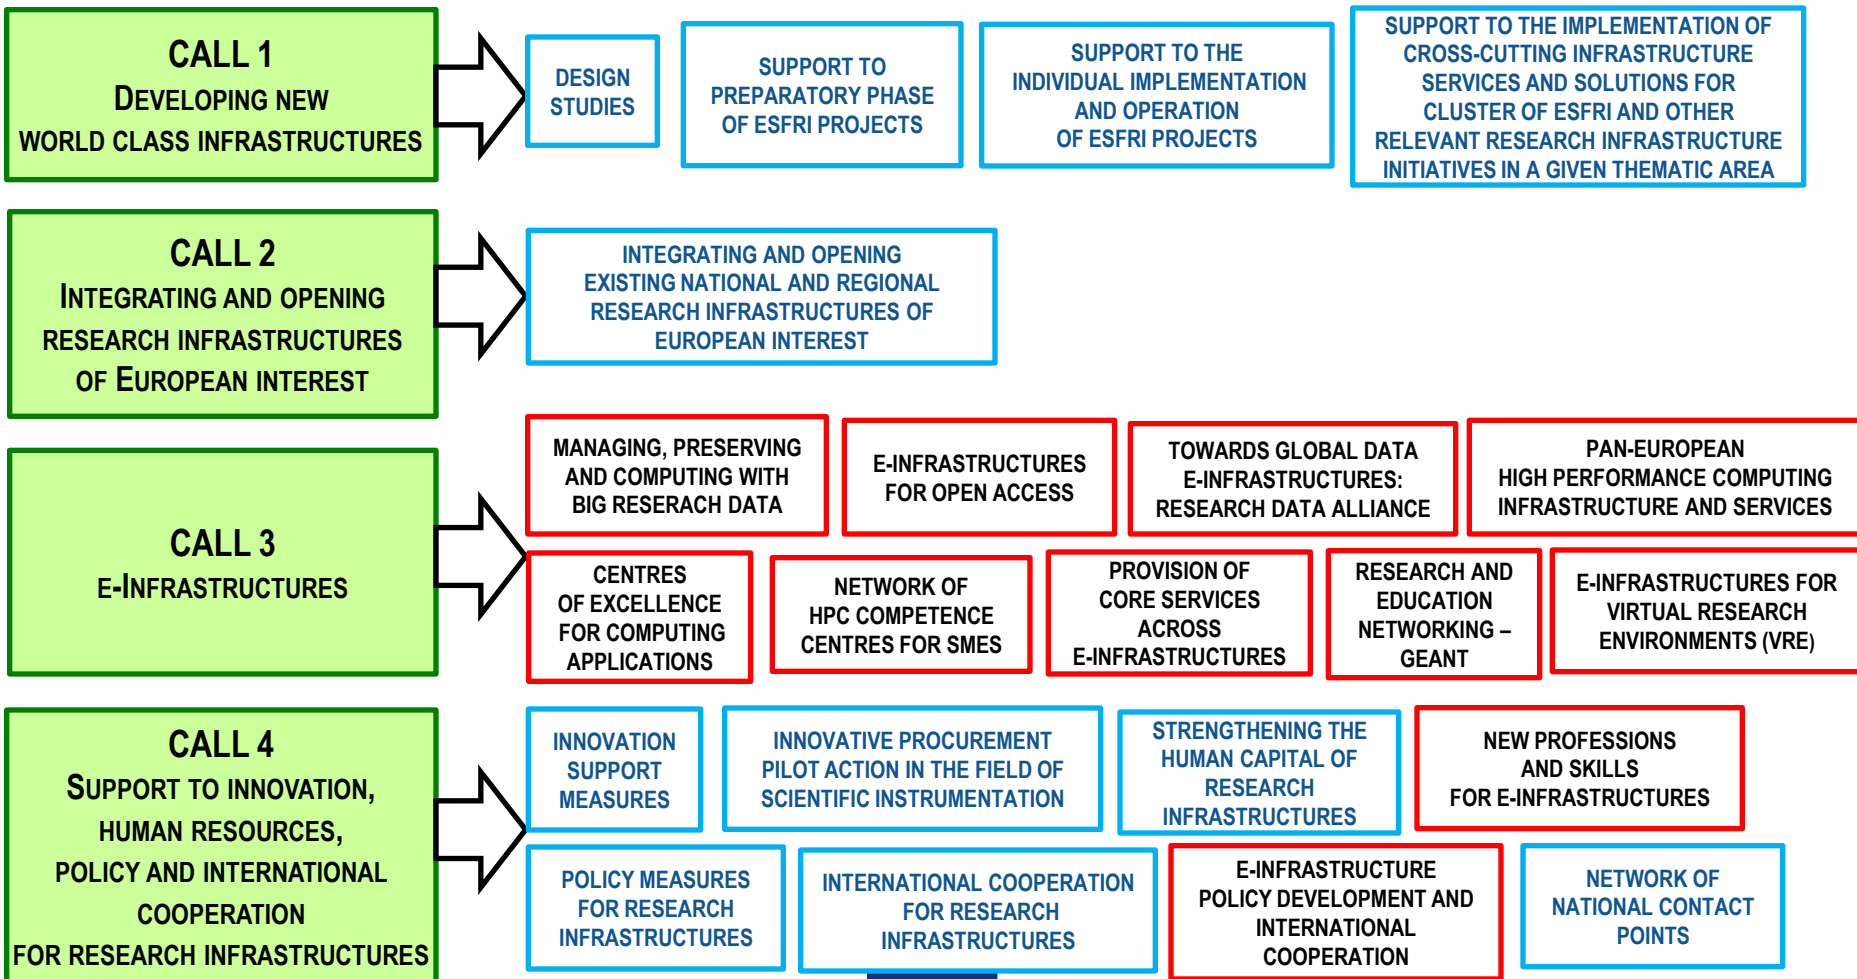 CALL 1
DEVELOPING NEW
WORLD CLASS INFRASTRUCTURES
DESIGN
STUDIES
SUPPORT TO
PREPARATORY PHASE
OF ESFRI PROJECTS
SUPPORT TO THE
INDIVIDUAL IMPLEMENTATION
AND OPERATION
OF ESFRI PROJECTS
SUPPORT TO THE IMPLEMENTATION OF
CROSS-CUTTING INFRASTRUCTURE
SERVICES AND SOLUTIONS FOR
CLUSTER OF ESFRI AND OTHER
RELEVANT RESEARCH INFRASTRUCTURE
INITIATIVES IN A GIVEN THEMATIC AREA
CALL 2
INTEGRATING AND OPENING
RESEARCH INFRASTRUCTURES
OF EUROPEAN INTEREST
INTEGRATING AND OPENING
EXISTING NATIONAL AND REGIONAL
RESEARCH INFRASTRUCTURES OF
EUROPEAN INTEREST
CALL 3
E-INFRASTRUCTURES
MANAGING, PRESERVING
AND COMPUTING WITH
BIG RESERACH DATA
E-INFRASTRUCTURES
FOR OPEN ACCESS
TOWARDS GLOBAL DATA
E-INFRASTRUCTURES:
RESEARCH DATA ALLIANCE
PAN-EUROPEAN
HIGH PERFORMANCE COMPUTING
INFRASTRUCTURE AND SERVICES
CENTRES
OF EXCELLENCE
FOR COMPUTING
APPLICATIONS
NETWORK OF
HPC COMPETENCE
CENTRES FOR SMES
PROVISION OF
CORE SERVICES
ACROSS
E-INFRASTRUCTURES
RESEARCH AND
EDUCATION
NETWORKING –
GEANT
E-INFRASTRUCTURES FOR
VIRTUAL RESEARCH
ENVIRONMENTS (VRE)
CALL 4
SUPPORT TO INNOVATION,
HUMAN RESOURCES,
POLICY AND INTERNATIONAL
COOPERATION
FOR RESEARCH INFRASTRUCTURES
INNOVATION
SUPPORT
MEASURES
INNOVATIVE PROCUREMENT
PILOT ACTION IN THE FIELD OF
SCIENTIFIC INSTRUMENTATION
STRENGTHENING THE
HUMAN CAPITAL OF
RESEARCH
INFRASTRUCTURES
NEW PROFESSIONS
AND SKILLS
FOR E-INFRASTRUCTURES
POLICY MEASURES
FOR RESEARCH
INFRASTRUCTURES
INTERNATIONAL COOPERATION
FOR RESEARCH
INFRASTRUCTURES
E-INFRASTRUCTURE
POLICY DEVELOPMENT AND
INTERNATIONAL
COOPERATION
NETWORK OF
NATIONAL CONTACT
POINTS